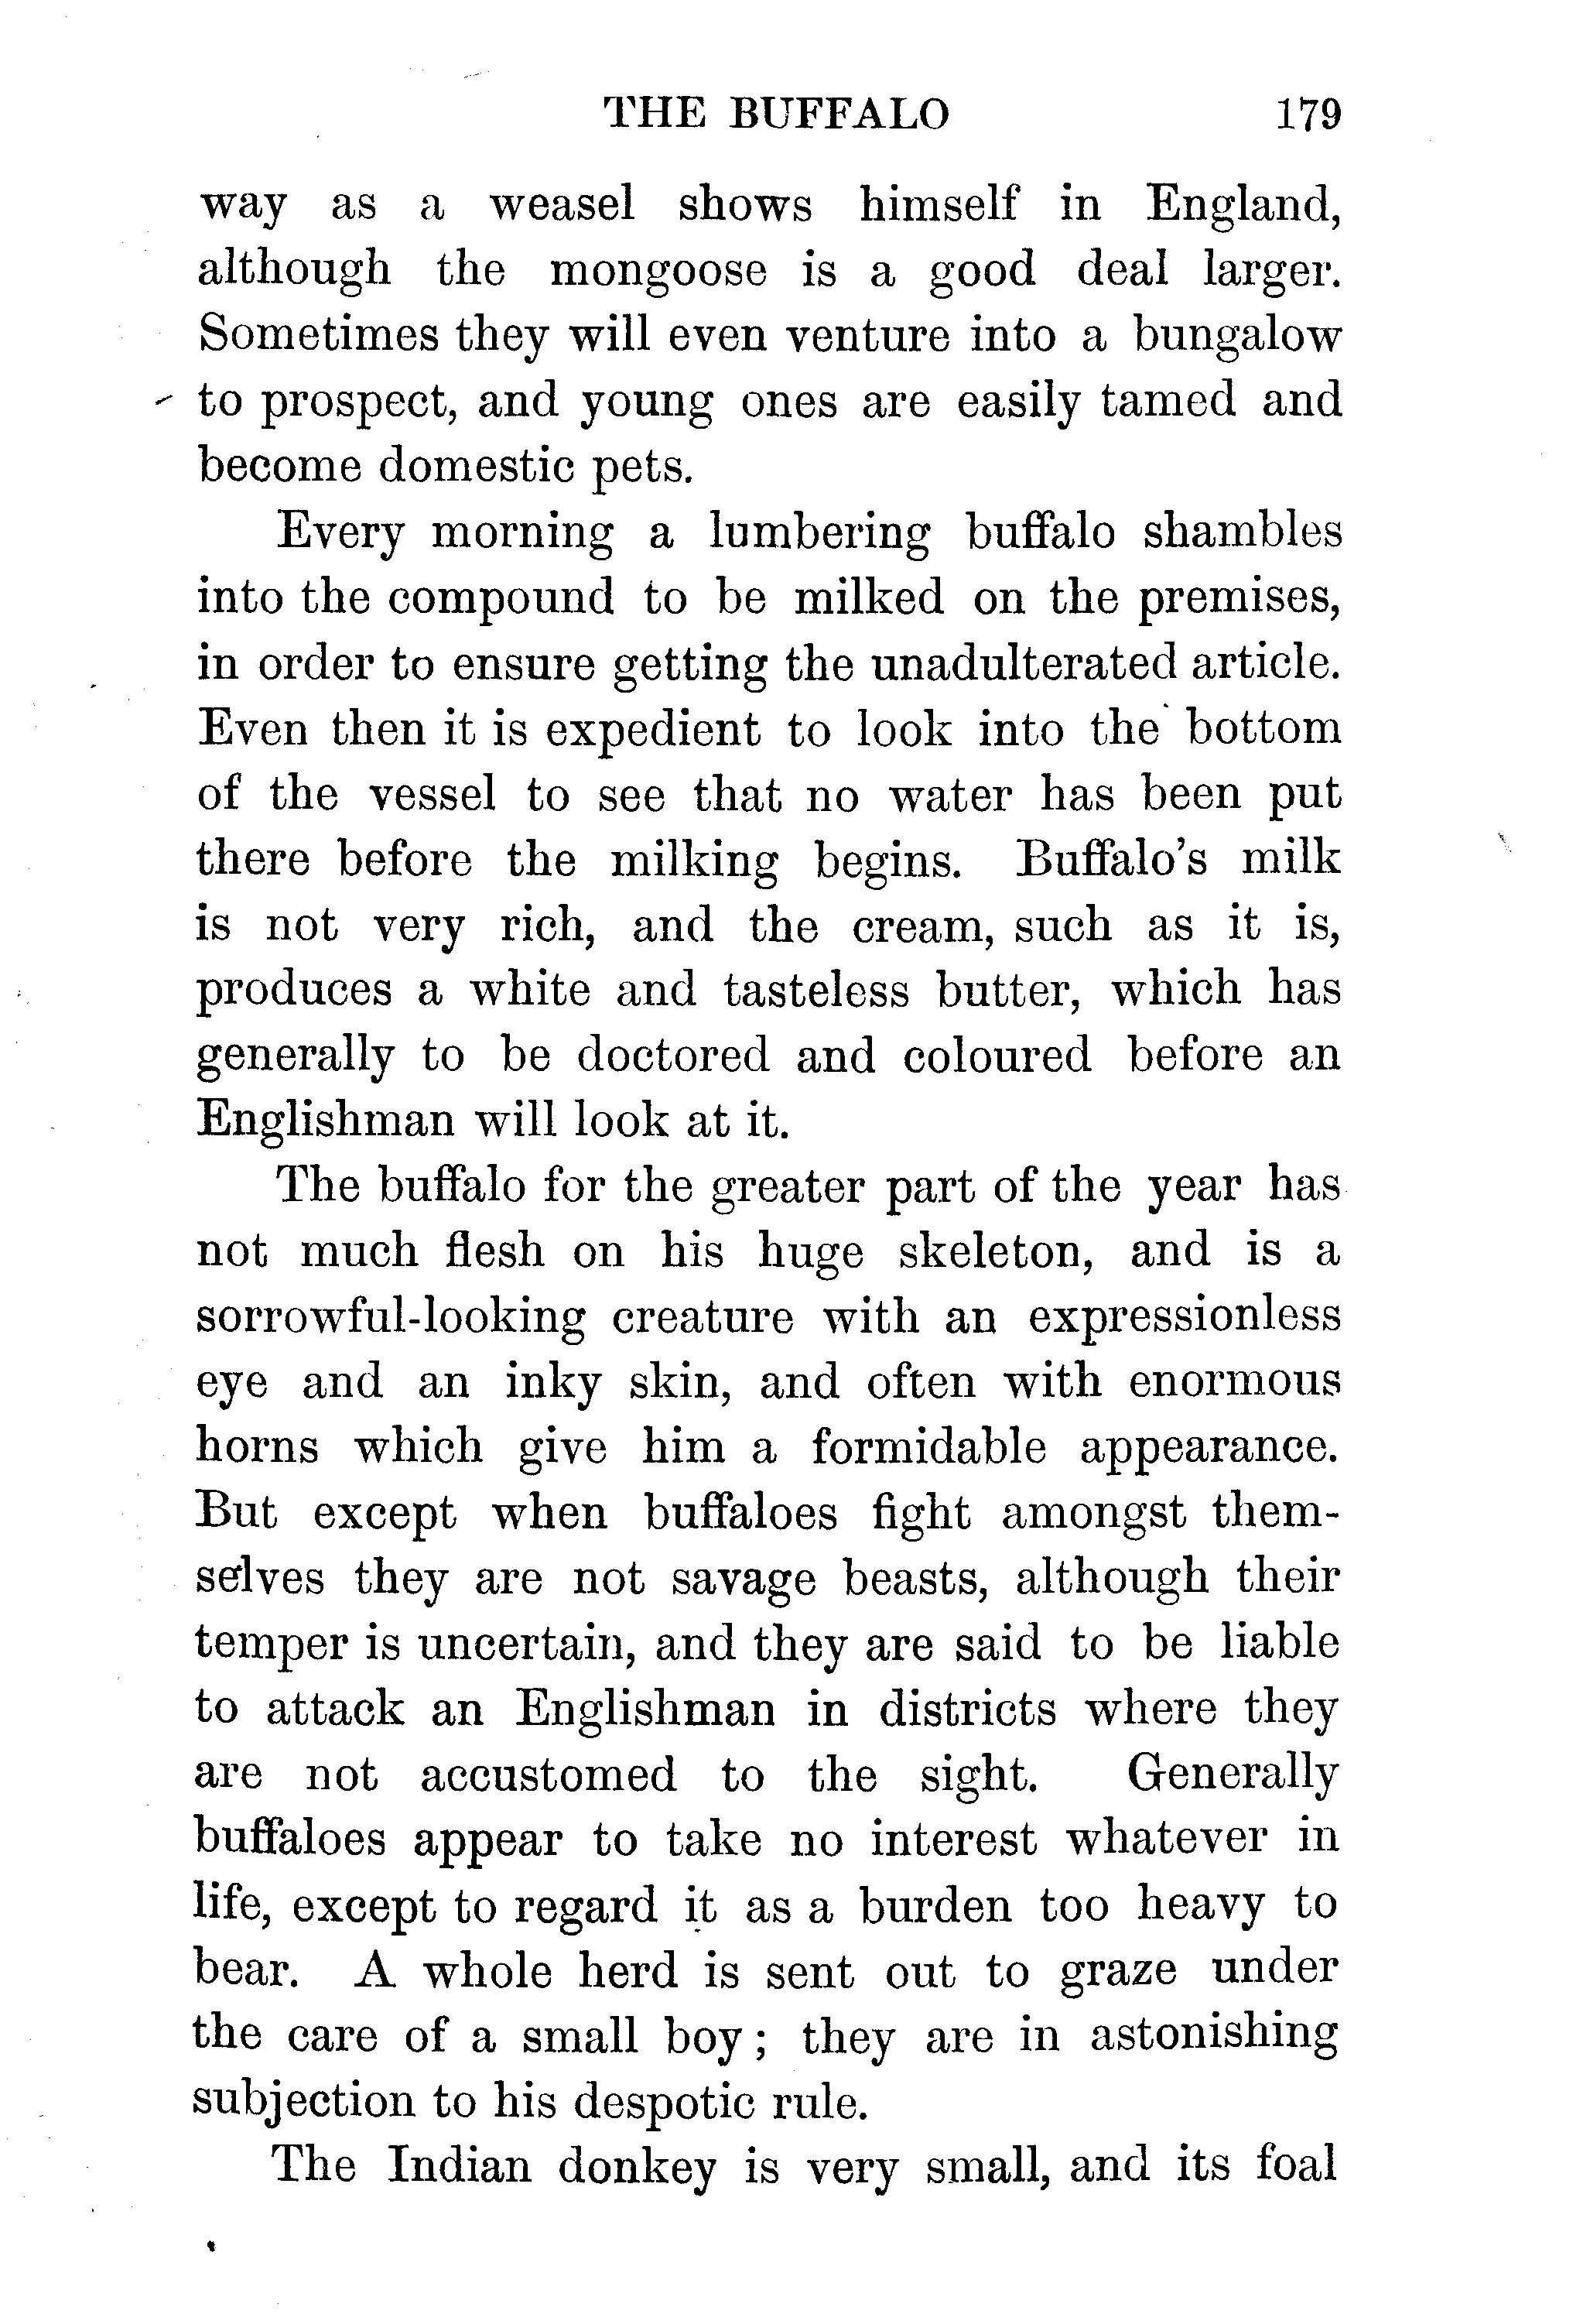 THE BUFFALO 179
way as a weasel shows himself in England,
although the mongoose is a good deal larger.
Sometimes they will even venture into a bungalow
to prospect, and young ones are easily tamed and
become domestic pets.
Every morning a lumbering buffalo shambles
into the compound to be milked on the premises,
in order to ensure getting the unadulterated article.
Even then it is expedient to look into the bottom
of the vessel to see that no water has been put
there before the milking begins. Buffalo's milk
is not very rich, and the cream, such as it is,
produces a white and tasteless butter, which has
generally to be doctored and coloured before an
Englishman will look at it.
The buffalo for the greater part of the year has
not much flesh on his huge skeleton, and is a
sorrowful-looking creature with an expressionless
eye and an inky skin, and often with enormous
horns which give him a formidable appearance.
But except when buffaloes fight amongst them-
selves they are not savage beasts, although their
temper is uncertain, and they are said to be liable
to attack an Englishman in districts where they
are not accustomed to the sight. Generally
buffaloes appear to take no interest whatever in
life, except to regard it as a burden too heavy to
bear. A whole herd is sent out to graze under
the care of a small boy; they are in astonishing
subjection to his despotic rule.
The Indian donkey is very small, and its foal